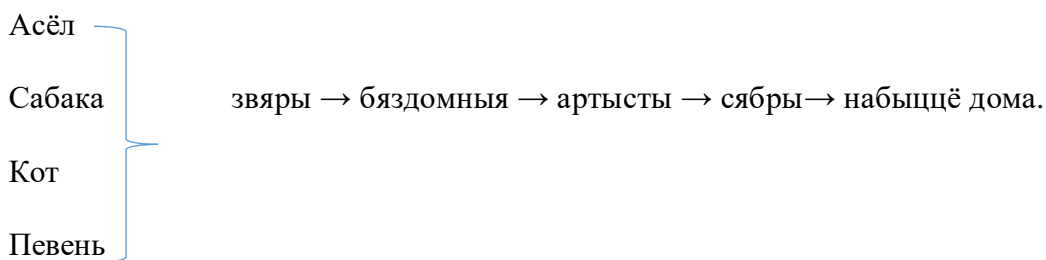 Асёл
Сабака звяры → бяздомныя → артысты → сябры→ набыццё дома.
Кот
Певень